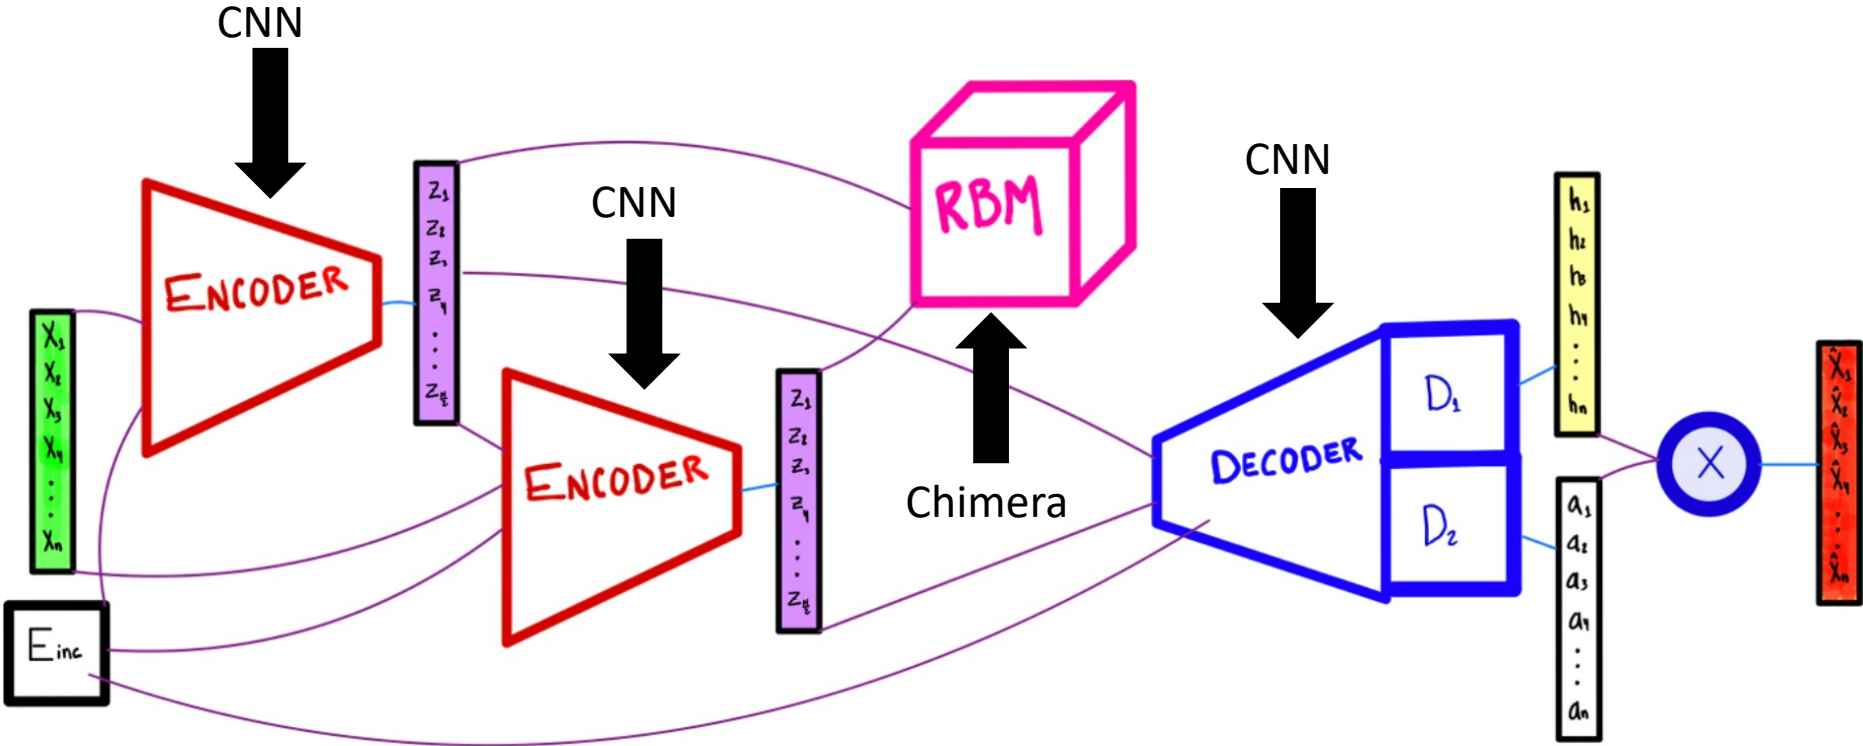 CNN
ENCODER
X₁
X₂
X₃
X₄
Xₙ
E inc
Z₁
Z₂
Z₃
Z₄
CNN
ENCODER
Z₁
Z₂
Z₃
Z₄
RBM
Chimera
CNN
DECODER
D₁
D₂
h₁
h₂
h₃
h₄
hₙ
a₁
a₂
a₃
a₄
aₙ
X
X̂₁
X̂₂
X̂₃
X̂₄
X̂ₙ